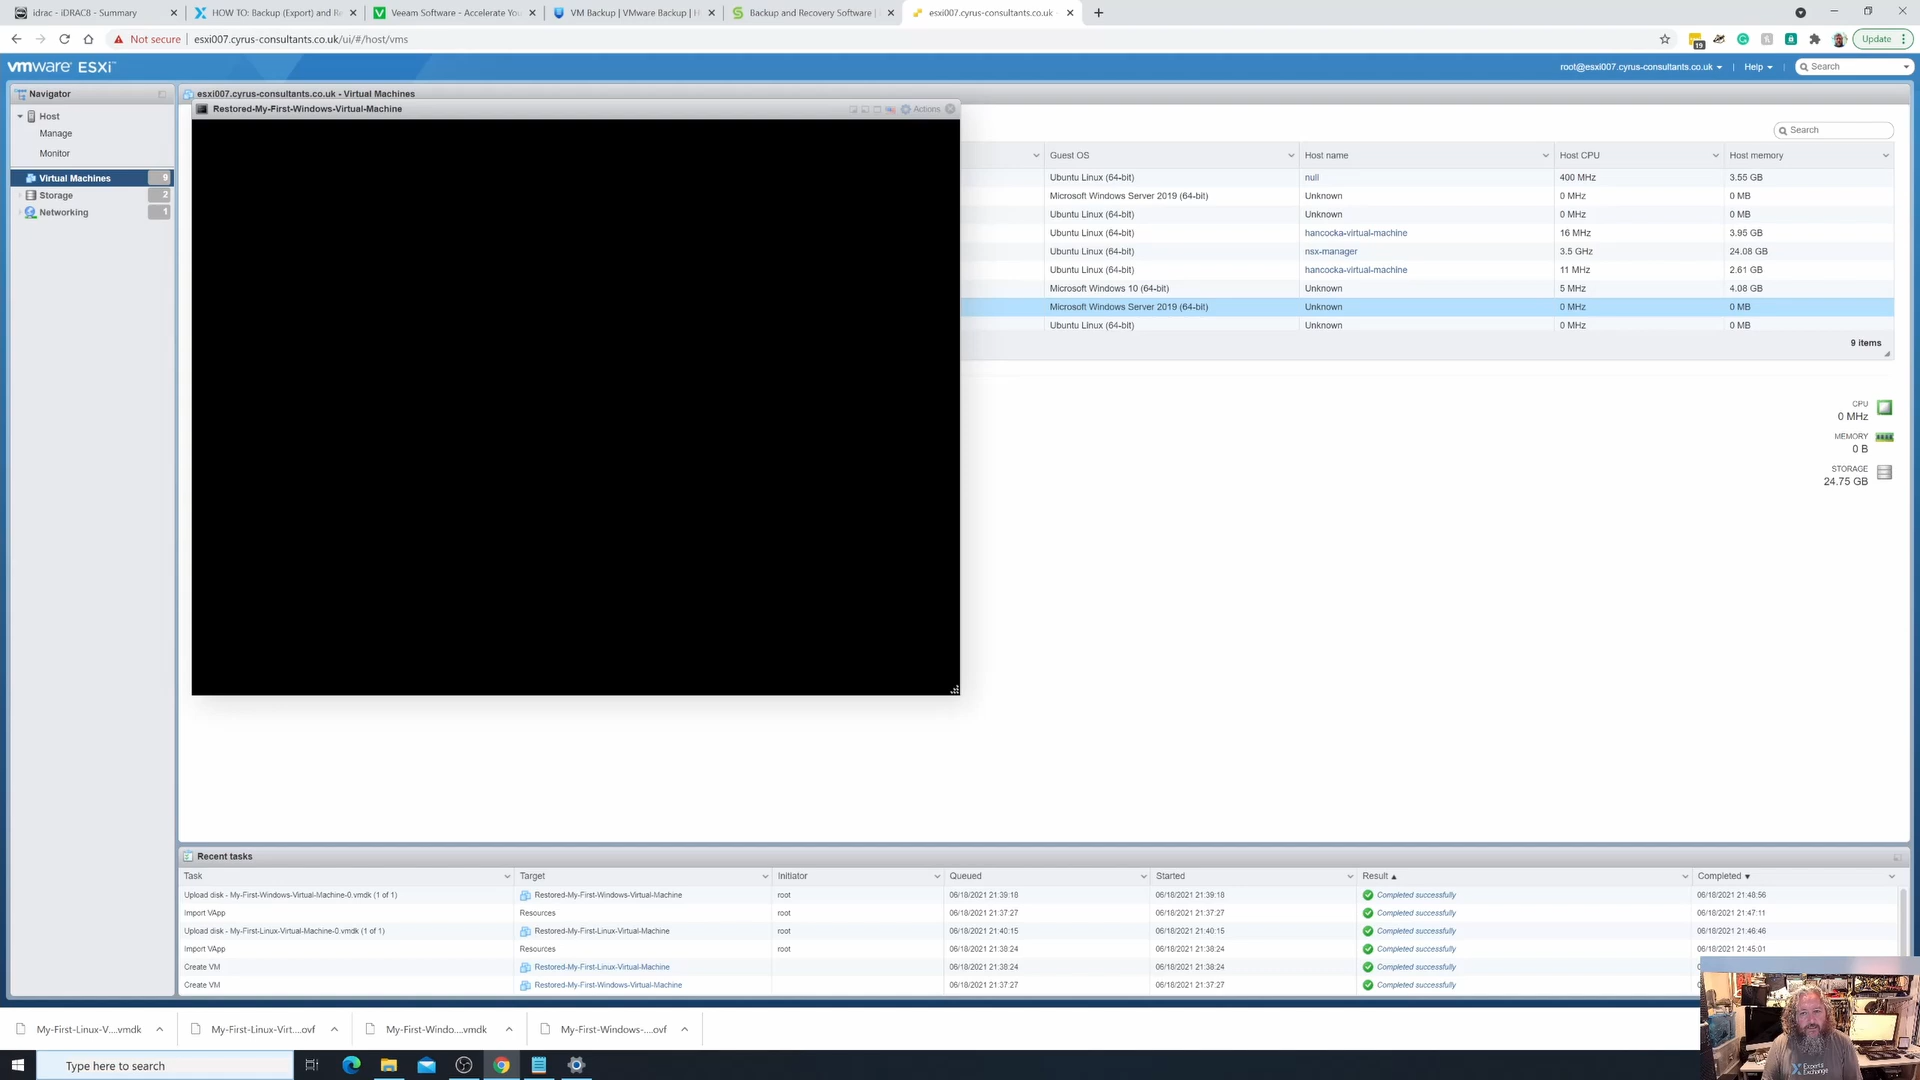 idrac - iDRAC8 - Summary
HOW TO: Backup (Export) and Re
Veeam Software - Accelerate You
VM Backup | VMware Backup | H
Backup and Recovery Software |
esxi007.cyrus-consultants.co.uk
Not secure
esxi007.cyrus-consultants.co.uk/ui/#/host/vms
19
Update
vmware ESXi
root@esxi007.cyrus-consultants.co.uk
Help
Search
Navigator
esxi007.cyrus-consultants.co.uk - Virtual Machines
Restored-My-First-Windows-Virtual-Machine
Actions
Host
Manage
Monitor
Virtual Machines 9
Storage 2
Networking 1
Search
Guest OS Host name Host CPU Host memory
Ubuntu Linux (64-bit) null 400 MHz 3.55 GB
Microsoft Windows Server 2019 (64-bit) Unknown 0 MHz 0 MB
Ubuntu Linux (64-bit) Unknown 0 MHz 0 MB
Ubuntu Linux (64-bit) hancocka-virtual-machine 16 MHz 3.95 GB
Ubuntu Linux (64-bit) nsx-manager 3.5 GHz 24.08 GB
Ubuntu Linux (64-bit) hancocka-virtual-machine 11 MHz 2.61 GB
Microsoft Windows 10 (64-bit) Unknown 5 MHz 4.08 GB
Microsoft Windows Server 2019 (64-bit) Unknown 0 MHz 0 MB
Ubuntu Linux (64-bit) Unknown 0 MHz 0 MB
9 items
CPU
0 MHz
MEMORY
0 B
STORAGE
24.75 GB
Recent tasks
Task Target Initiator Queued Started Result Completed
Upload disk - My-First-Windows-Virtual-Machine-0.vmdk (1 of 1) Restored-My-First-Windows-Virtual-Machine root 06/18/2021 21:39:18 06/18/2021 21:39:18 Completed successfully 06/18/2021 21:48:56
Import VApp Resources root 06/18/2021 21:37:27 06/18/2021 21:37:27 Completed successfully 06/18/2021 21:47:11
Upload disk - My-First-Linux-Virtual-Machine-0.vmdk (1 of 1) Restored-My-First-Linux-Virtual-Machine root 06/18/2021 21:40:15 06/18/2021 21:40:15 Completed successfully 06/18/2021 21:46:46
Import VApp Resources root 06/18/2021 21:38:24 06/18/2021 21:38:24 Completed successfully 06/18/2021 21:45:01
Create VM Restored-My-First-Linux-Virtual-Machine 06/18/2021 21:38:24 06/18/2021 21:38:24 Completed successfully
Create VM Restored-My-First-Windows-Virtual-Machine 06/18/2021 21:37:27 06/18/2021 21:37:27 Completed successfully
My-First-Linux-V....vmdk
My-First-Linux-Virt....ovf
My-First-Windo....vmdk
My-First-Windows-....ovf
Type here to search
Experts
Exchange